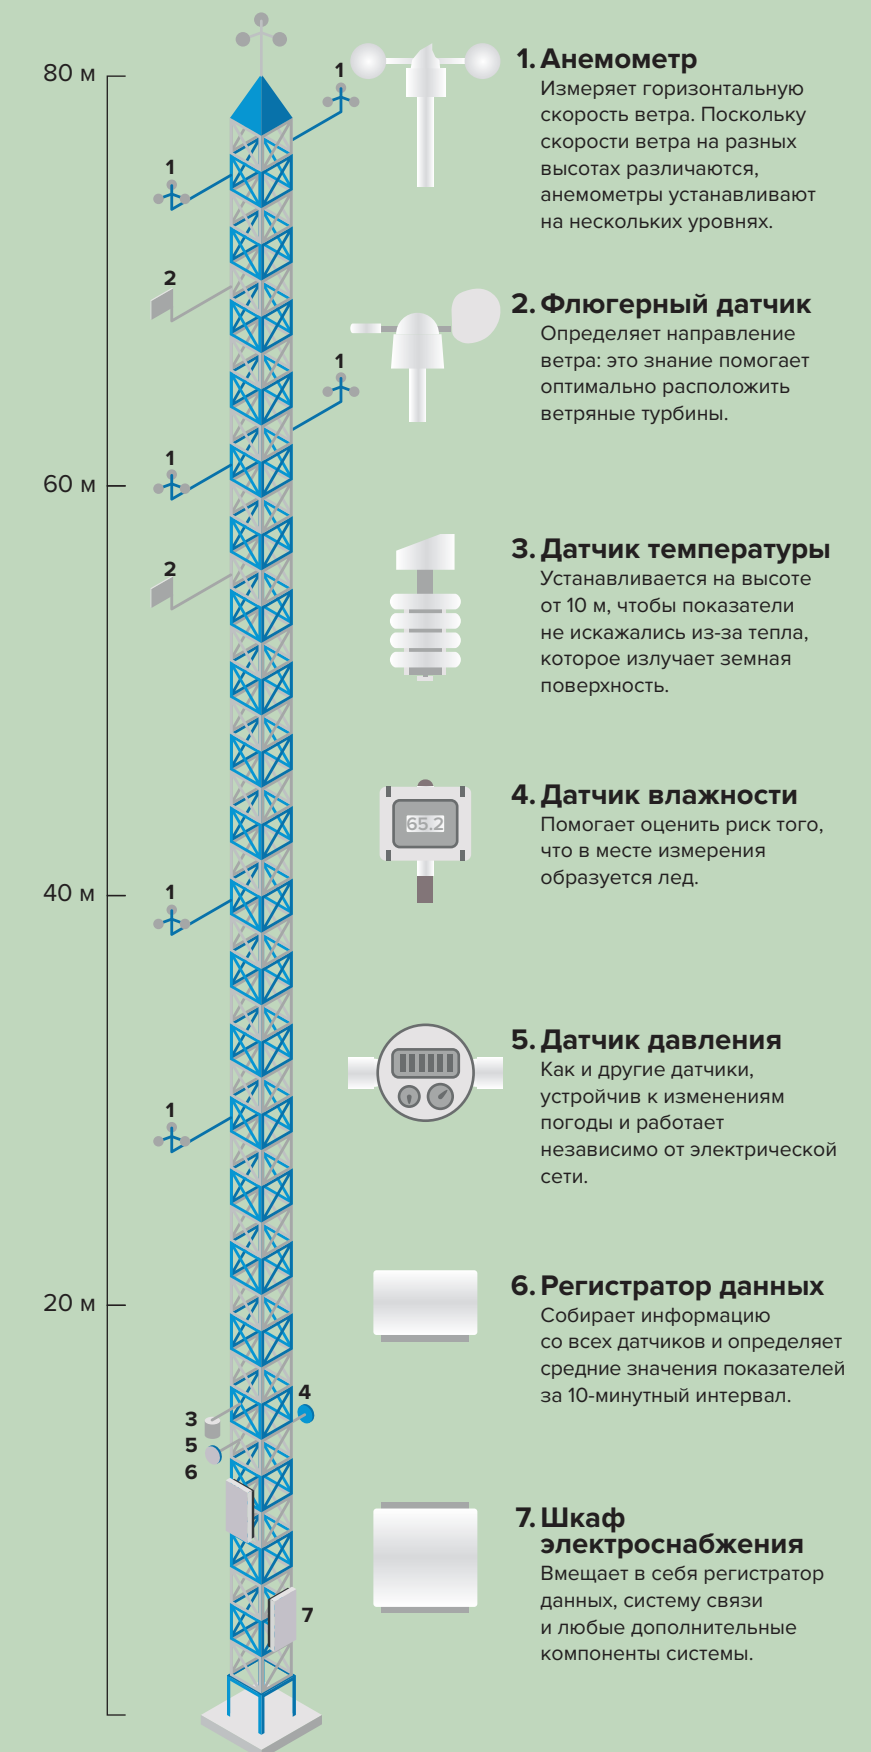 80 м
1
1
2
1
1
60 м
2
40 м
1
1
20 м
4
3
5
6
7
1. Анемометр
Измеряет горизонтальную
скорость ветра. Поскольку
скорости ветра на разных
высотах различаются,
анемометры устанавливают
на нескольких уровнях.
2. Флюгерный датчик
Определяет направление
ветра: это знание помогает
оптимально расположить
ветряные турбины.
3. Датчик температуры
Устанавливается на высоте
от 10 м, чтобы показатели
не искажались из-за тепла,
которое излучает земная
поверхность.
65.2
4. Датчик влажности
Помогает оценить риск того,
что в месте измерения
образуется лед.
5. Датчик давления
Как и другие датчики,
устройчив к изменениям
погоды и работает
независимо от электрической
сети.
6. Регистратор данных
Собирает информацию
со всех датчиков и определяет
средние значения показателей
за 10-минутный интервал.
7. Шкаф
электроснабжения
Вмещает в себя регистратор
данных, систему связи
и любые дополнительные
компоненты системы.